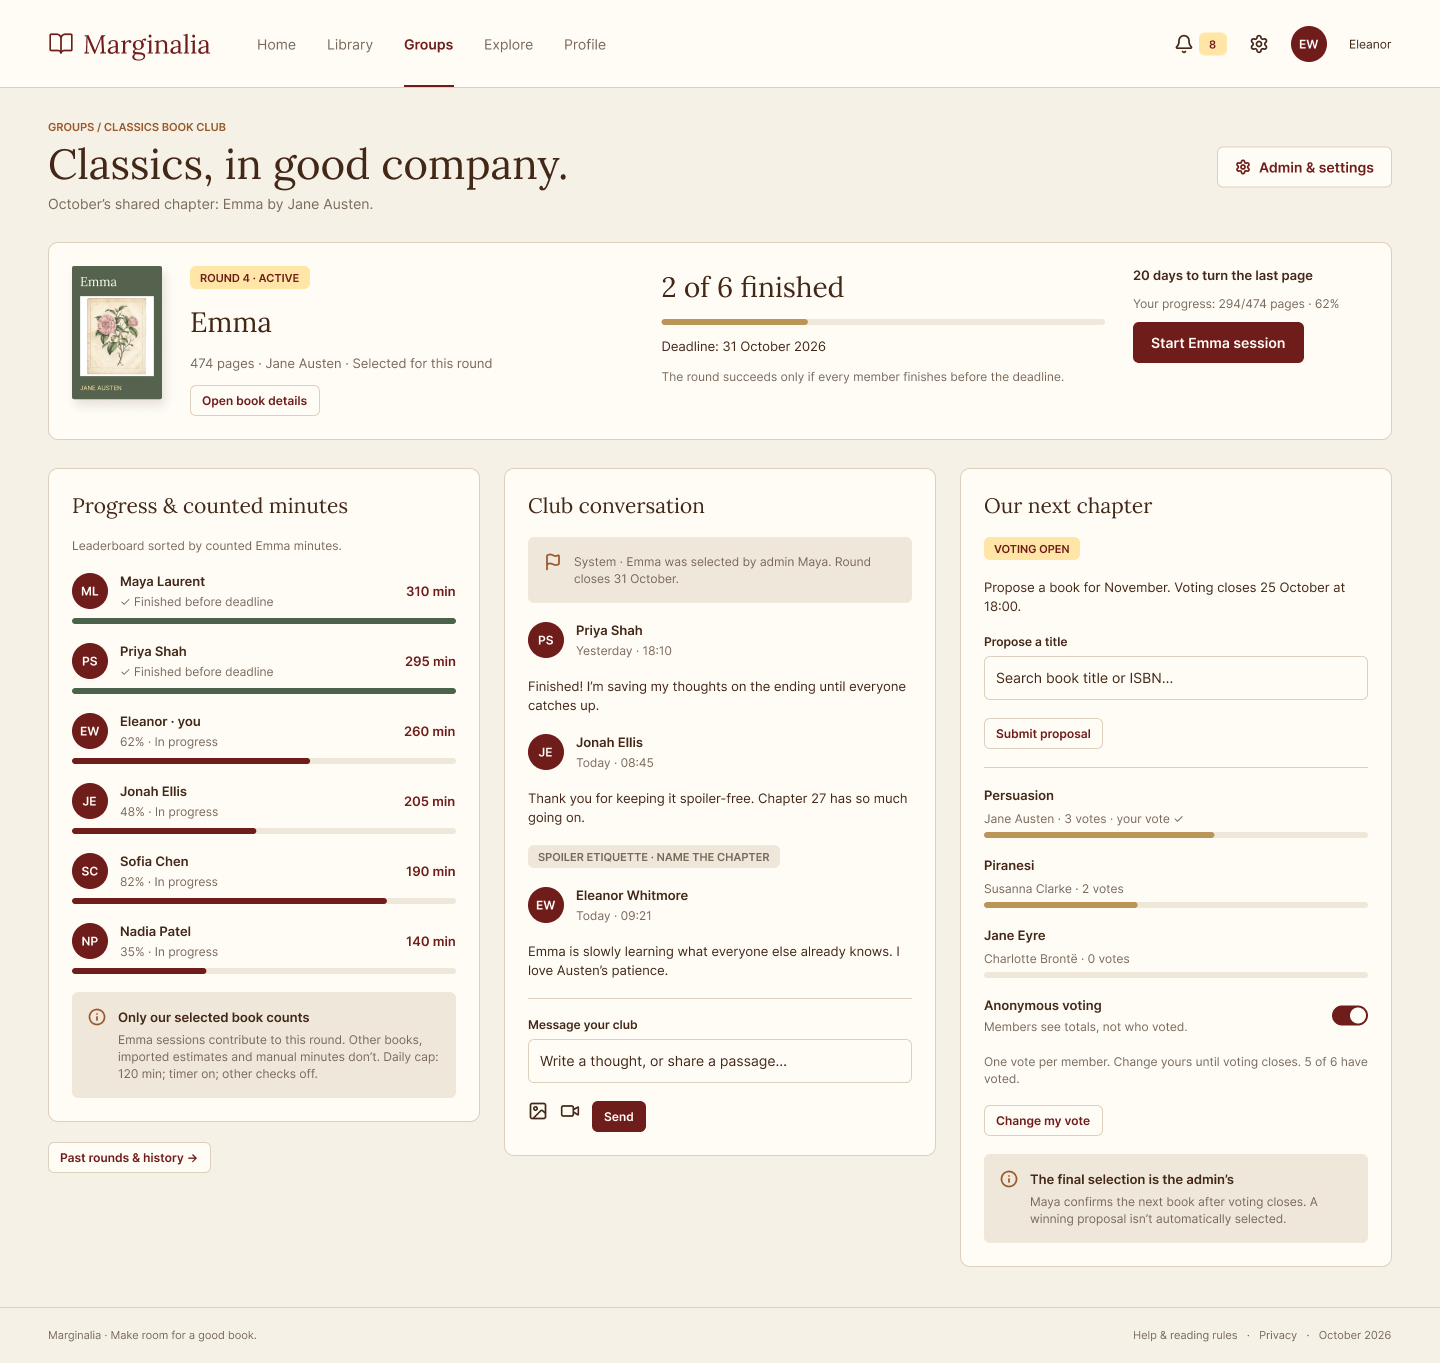 Marginalia
Home
Library
Groups
Explore
Profile
8
EW
Eleanor
GROUPS / CLASSICS BOOK CLUB
Classics, in good company.
October’s shared chapter: Emma by Jane Austen.
Admin & settings
Emma
JANE AUSTEN
ROUND 4 · ACTIVE
Emma
474 pages · Jane Austen · Selected for this round
Open book details
2 of 6 finished
Deadline: 31 October 2026
The round succeeds only if every member finishes before the deadline.
20 days to turn the last page
Your progress: 294/474 pages · 62%
Start Emma session
Progress & counted minutes
Leaderboard sorted by counted Emma minutes.
ML
Maya Laurent
✓ Finished before deadline
310 min
PS
Priya Shah
✓ Finished before deadline
295 min
EW
Eleanor · you
62% · In progress
260 min
JE
Jonah Ellis
48% · In progress
205 min
SC
Sofia Chen
82% · In progress
190 min
NP
Nadia Patel
35% · In progress
140 min
Only our selected book counts
Emma sessions contribute to this round. Other books,
imported estimates and manual minutes don’t. Daily cap:
120 min; timer on; other checks off.
Past rounds & history →
Club conversation
System · Emma was selected by admin Maya. Round
closes 31 October.
PS
Priya Shah
Yesterday · 18:10
Finished! I’m saving my thoughts on the ending until everyone
catches up.
JE
Jonah Ellis
Today · 08:45
Thank you for keeping it spoiler-free. Chapter 27 has so much
going on.
SPOILER ETIQUETTE · NAME THE CHAPTER
EW
Eleanor Whitmore
Today · 09:21
Emma is slowly learning what everyone else already knows. I
love Austen’s patience.
Message your club
Write a thought, or share a passage...
Send
Our next chapter
VOTING OPEN
Propose a book for November. Voting closes 25 October at
18:00.
Propose a title
Search book title or ISBN...
Submit proposal
Persuasion
Jane Austen · 3 votes · your vote ✓
Piranesi
Susanna Clarke · 2 votes
Jane Eyre
Charlotte Brontë · 0 votes
Anonymous voting
Members see totals, not who voted.
One vote per member. Change yours until voting closes. 5 of 6 have
voted.
Change my vote
The final selection is the admin’s
Maya confirms the next book after voting closes. A
winning proposal isn’t automatically selected.
Marginalia · Make room for a good book.
Help & reading rules · Privacy · October 2026